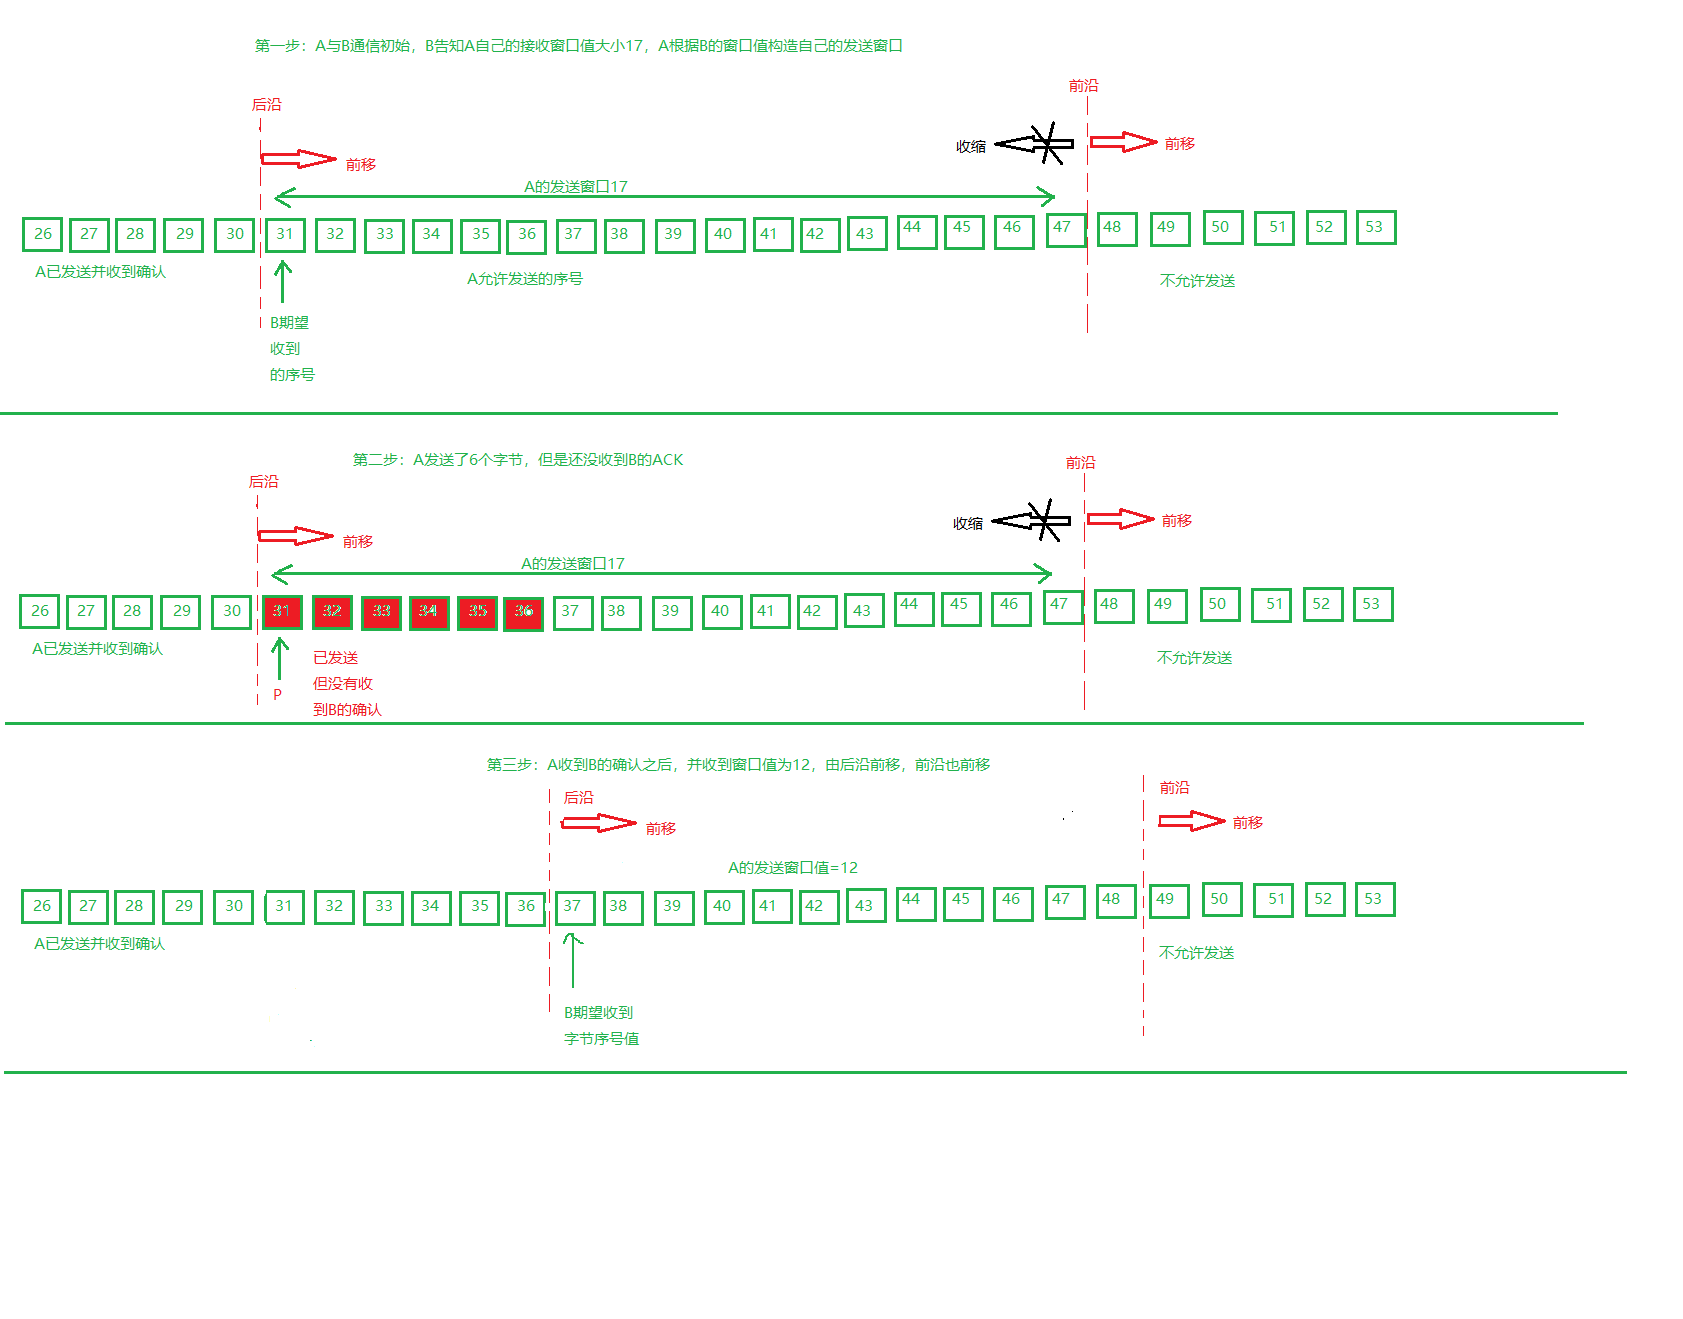 第一步：A与B通信初始，B告知A自己的接收窗口值大小17，A根据B的窗口值构造自己的发送窗口
前沿
后沿
收缩
前移
前移
A的发送窗口17
26 27 28 29 30 31 32 33 34 35 36 37 38 39 40 41 42 43 44 45 46 47 48 49 50 51 52 53
A已发送并收到确认
A允许发送的序号
不允许发送
B期望
收到
的序号
第二步：A发送了6个字节，但是还没收到B的ACK
前沿
后沿
收缩
前移
前移
A的发送窗口17
26 27 28 29 30 31 32 33 34 35 36 37 38 39 40 41 42 43 44 45 46 47 48 49 50 51 52 53
A已发送并收到确认
已发送
但没有收
到B的确认
不允许发送
P
第三步：A收到B的确认之后，并收到窗口值为12，由后沿前移，前沿也前移
前沿
后沿
前移
前移
A的发送窗口值=12
26 27 28 29 30 31 32 33 34 35 36 37 38 39 40 41 42 43 44 45 46 47 48 49 50 51 52 53
A已发送并收到确认
不允许发送
B期望收到
字节序号值